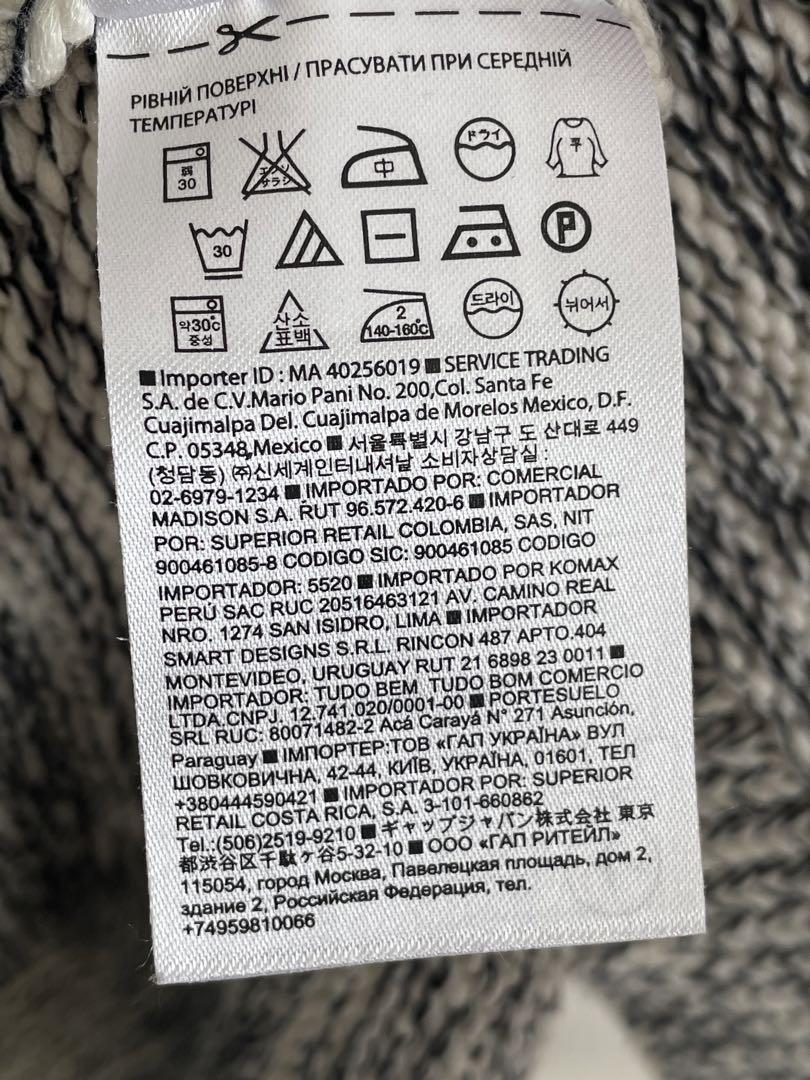 РІВНІЙ ПОВЕРХНІ / ПРАСУВАТИ ПРИ СЕРЕДНІЙ
ТЕМПЕРАТУРІ
弱 30 エンソ サラシ 中 ドライ 平
30 P
약30℃ 중성 산소 표백 2 140-160℃ 드라이 뉘어서
■ Importer ID : MA 40256019 ■ SERVICE TRADING
S.A. de C.V.Mario Pani No. 200,Col. Santa Fe
Cuajimalpa Del. Cuajimalpa de Morelos Mexico, D.F.
C.P. 05348,Mexico ■ 서울특별시 강남구 도 산대로 449
(청담동) ㈜신세계인터내셔날 소비자상담실 :
02-6979-1234 ■ IMPORTADO POR: COMERCIAL
MADISON S.A. RUT 96.572.420-6 ■ IMPORTADOR
POR: SUPERIOR RETAIL COLOMBIA, SAS, NIT
900461085-8 CODIGO SIC: 900461085 CODIGO
IMPORTADOR: 5520 ■ IMPORTADO POR KOMAX
PERÚ SAC RUC 20516463121 AV. CAMINO REAL
NRO. 1274 SAN ISIDRO, LIMA ■ IMPORTADOR
SMART DESIGNS S.R.L. RINCON 487 APTO.404
MONTEVIDEO, URUGUAY RUT 21 6898 23 0011 ■
IMPORTADOR: TUDO BEM TUDO BOM COMERCIO
LTDA.CNPJ. 12.741.020/0001-00 ■ PORTESUELO
SRL RUC: 80071482-2 Acá Carayá N° 271 Asunción,
Paraguay ■ ІМПОРТЕР:ТОВ «ГАП УКРАЇНА» ВУЛ
ШОВКОВИЧНА, 42-44, КИЇВ, УКРАЇНА, 01601, ТЕЛ
+380444590421 ■ IMPORTADOR POR: SUPERIOR
RETAIL COSTA RICA, S.A. 3-101-660862
Tel.:(506)2519-9210 ■ ギャップジャパン株式会社 東京
都渋谷区千駄ヶ谷5-32-10 ■ ООО «ГАП РИТЕЙЛ»
115054, город Москва, Павелецкая площадь, дом 2,
здание 2, Российская Федерация, тел.
+74959810066